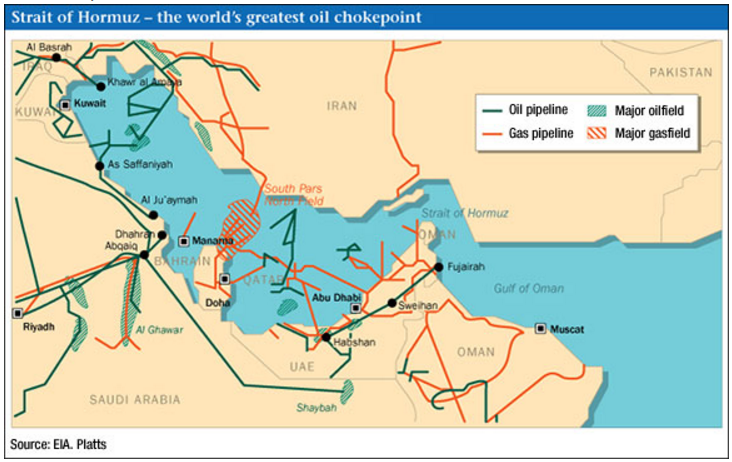 Strait of Hormuz – the world's greatest oil chokepoint
Al Basrah
IRAQ
Khawr al Amaya
KUWAIT
Kuwait
IRAN
PAKISTAN
Oil pipeline
Major oilfield
Gas pipeline
Major gasfield
As Saffaniyah
South Pars
North Field
Al Ju'aymah
Strait of Hormuz
Dhahran
Manama
OMAN
Abqaiq
BAHRAIN
Fujairah
QATAR
Gulf of Oman
Doha
Abu Dhabi
Sweihan
Riyadh
Al Ghawar
Muscat
Habshan
OMAN
UAE
SAUDI ARABIA
Shaybah
Source: EIA. Platts